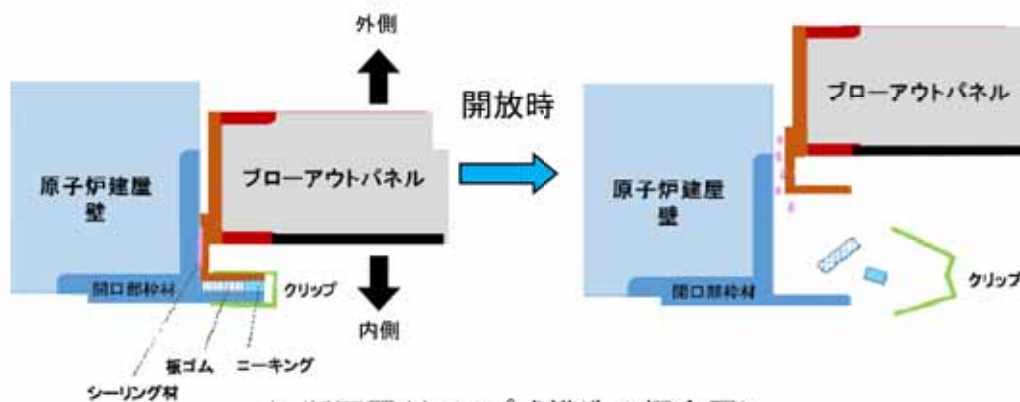 外側
開放時
ブローアウトパネル
原子炉建屋
壁
開口部枠材
クリップ
内側
板ゴム
コーキング
シーリング材
ブローアウトパネル
原子炉建屋
壁
開口部枠材
クリップ